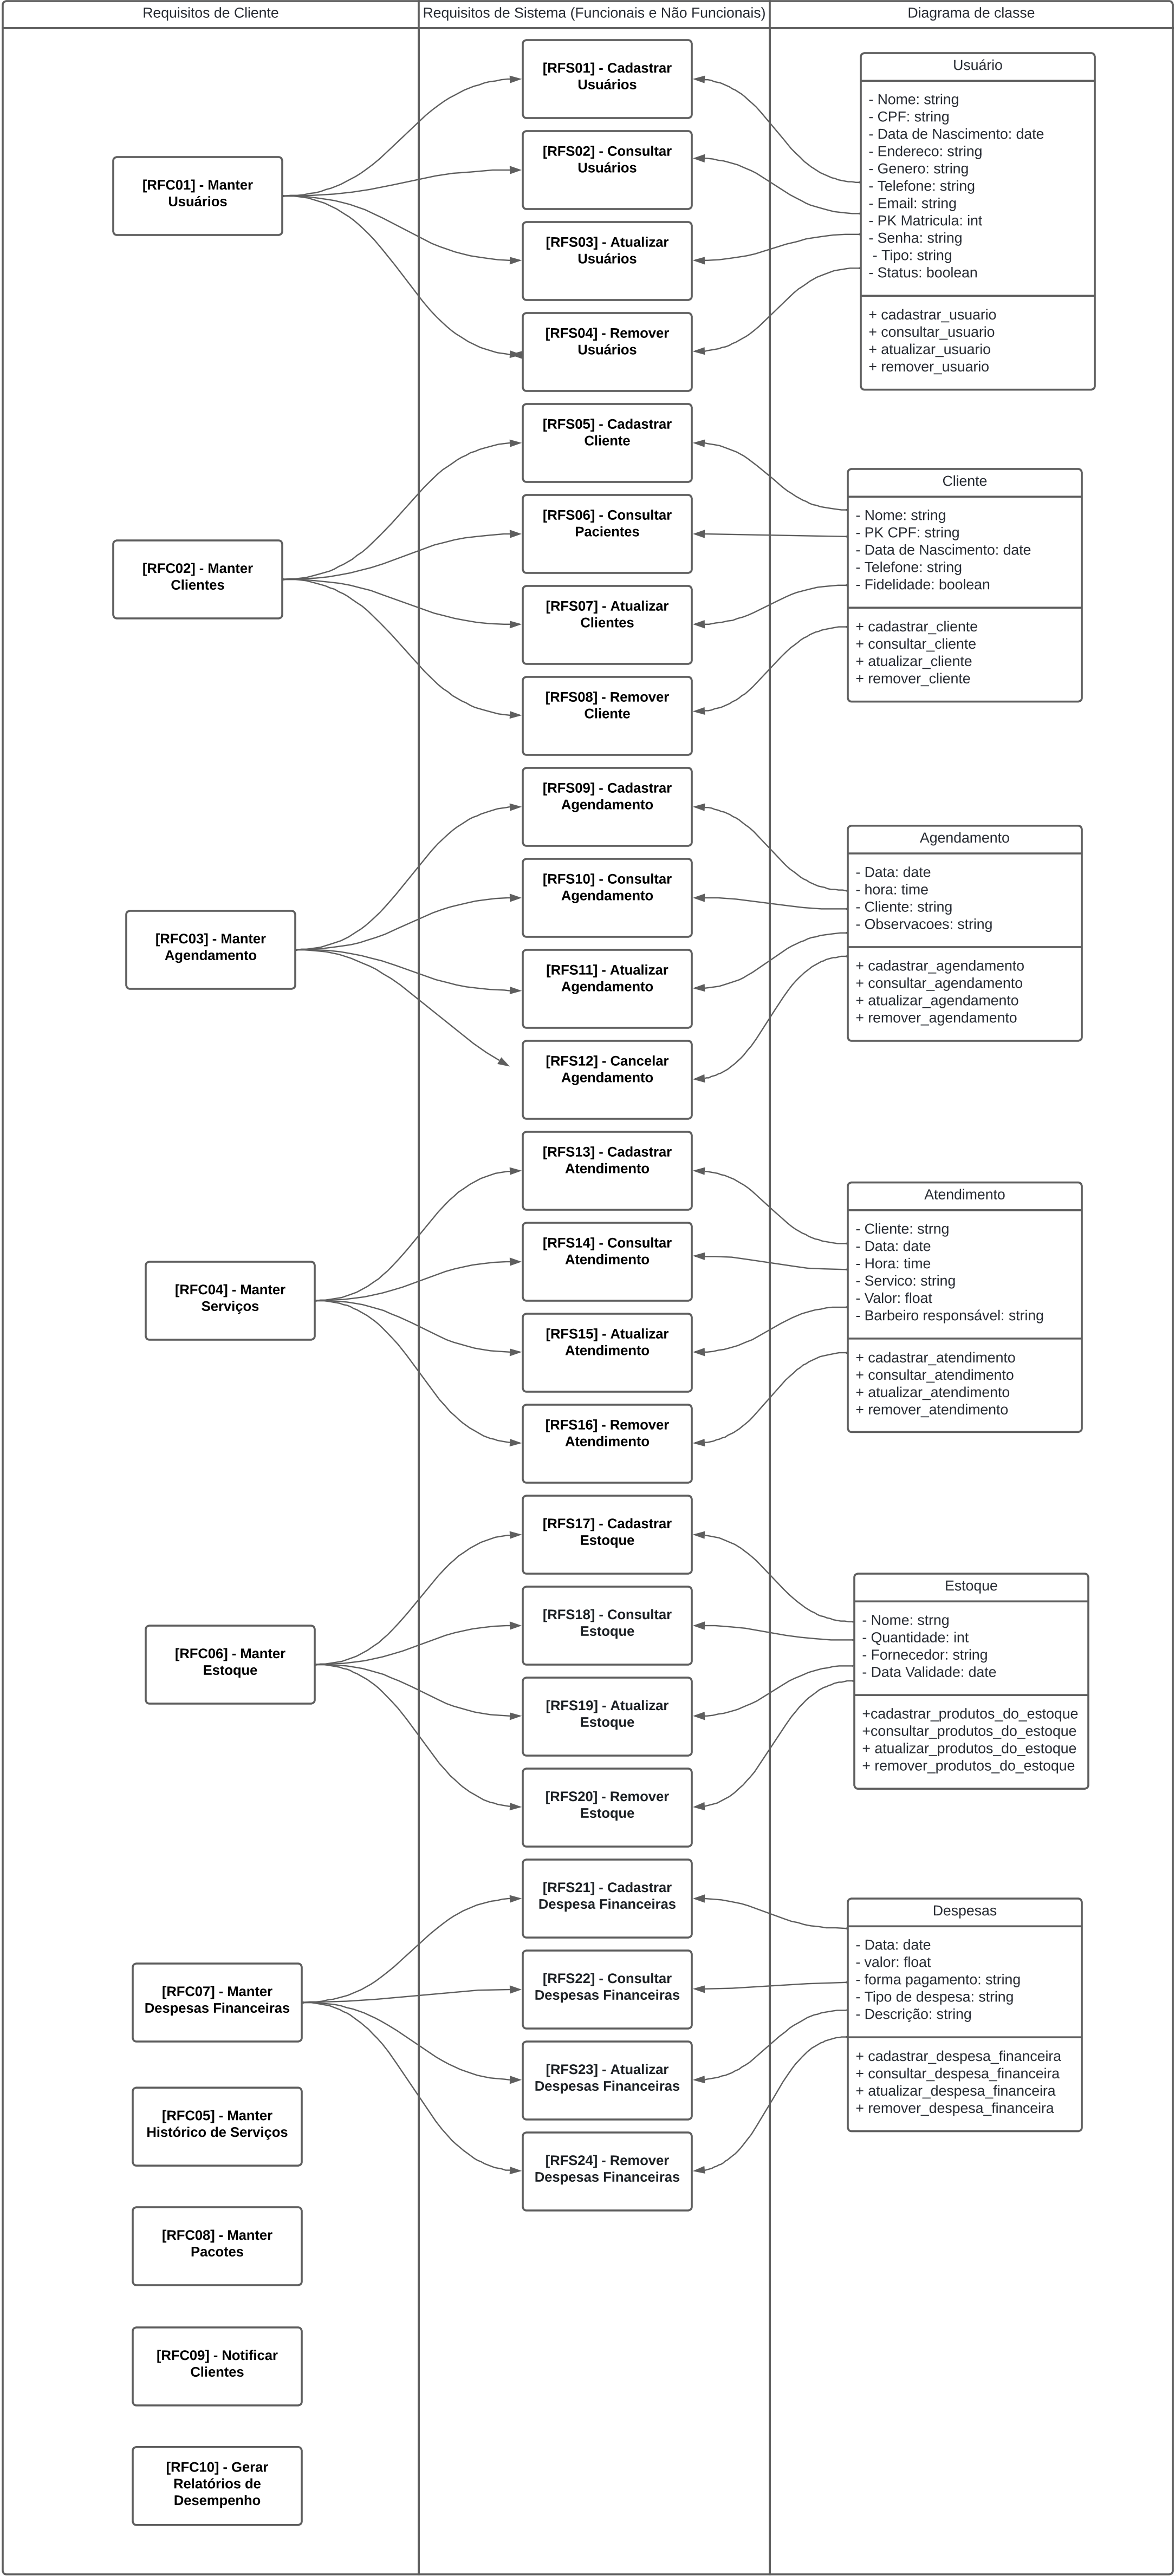 Requisitos de Cliente
Requisitos de Sistema (Funcionais e Não Funcionais)
Diagrama de classe
[RFC01] - Manter
Usuários
[RFS01] - Cadastrar
Usuários
[RFS02] - Consultar
Usuários
[RFS03] - Atualizar
Usuários
[RFS04] - Remover
Usuários
Usuário
- Nome: string
- CPF: string
- Data de Nascimento: date
- Endereco: string
- Genero: string
- Telefone: string
- Email: string
- PK Matricula: int
- Senha: string
- Tipo: string
- Status: boolean
+ cadastrar_usuario
+ consultar_usuario
+ atualizar_usuario
+ remover_usuario
[RFC02] - Manter
Clientes
[RFS05] - Cadastrar
Cliente
[RFS06] - Consultar
Pacientes
[RFS07] - Atualizar
Clientes
[RFS08] - Remover
Cliente
Cliente
- Nome: string
- PK CPF: string
- Data de Nascimento: date
- Telefone: string
- Fidelidade: boolean
+ cadastrar_cliente
+ consultar_cliente
+ atualizar_cliente
+ remover_cliente
[RFC03] - Manter
Agendamento
[RFS09] - Cadastrar
Agendamento
[RFS10] - Consultar
Agendamento
[RFS11] - Atualizar
Agendamento
[RFS12] - Cancelar
Agendamento
Agendamento
- Data: date
- hora: time
- Cliente: string
- Observacoes: string
+ cadastrar_agendamento
+ consultar_agendamento
+ atualizar_agendamento
+ remover_agendamento
[RFC04] - Manter
Serviços
[RFS13] - Cadastrar
Atendimento
[RFS14] - Consultar
Atendimento
[RFS15] - Atualizar
Atendimento
[RFS16] - Remover
Atendimento
Atendimento
- Cliente: strng
- Data: date
- Hora: time
- Servico: string
- Valor: float
- Barbeiro responsável: string
+ cadastrar_atendimento
+ consultar_atendimento
+ atualizar_atendimento
+ remover_atendimento
[RFC06] - Manter
Estoque
[RFS17] - Cadastrar
Estoque
[RFS18] - Consultar
Estoque
[RFS19] - Atualizar
Estoque
[RFS20] - Remover
Estoque
Estoque
- Nome: strng
- Quantidade: int
- Fornecedor: string
- Data Validade: date
+cadastrar_produtos_do_estoque
+consultar_produtos_do_estoque
+ atualizar_produtos_do_estoque
+ remover_produtos_do_estoque
[RFC07] - Manter
Despesas Financeiras
[RFS21] - Cadastrar
Despesa Financeiras
[RFS22] - Consultar
Despesas Financeiras
[RFS23] - Atualizar
Despesas Financeiras
[RFS24] - Remover
Despesas Financeiras
Despesas
- Data: date
- valor: float
- forma pagamento: string
- Tipo de despesa: string
- Descrição: string
+ cadastrar_despesa_financeira
+ consultar_despesa_financeira
+ atualizar_despesa_financeira
+ remover_despesa_financeira
[RFC05] - Manter
Histórico de Serviços
[RFC08] - Manter
Pacotes
[RFC09] - Notificar
Clientes
[RFC10] - Gerar
Relatórios de
Desempenho